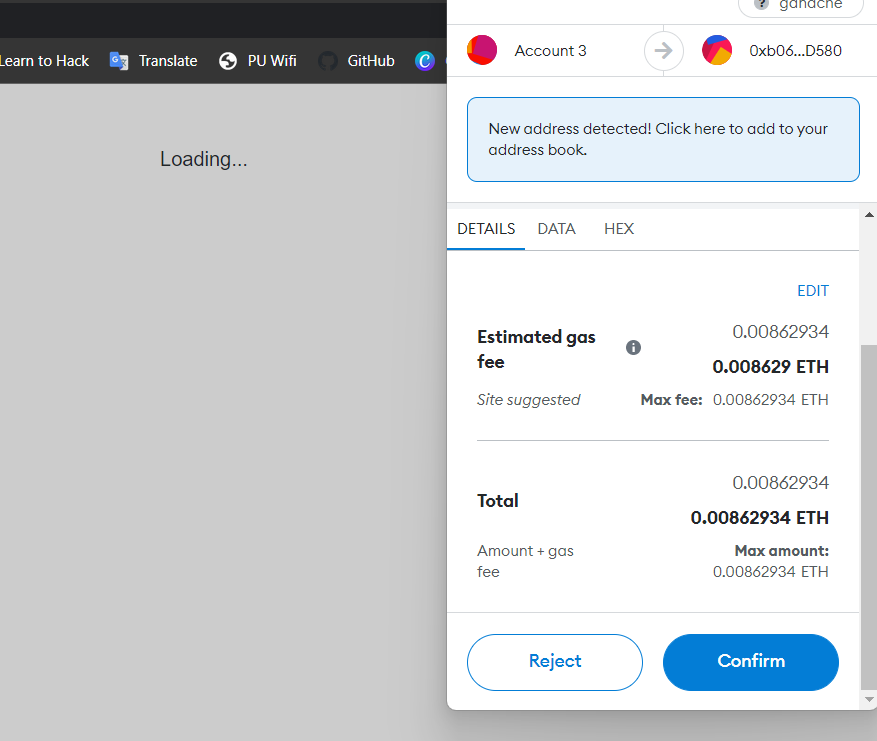 ganache
Account 3
0xb06...D580
Learn to Hack
Translate
PU Wifi
GitHub
New address detected! Click here to add to your
address book.
Loading...
DETAILS
DATA
HEX
EDIT
Estimated gas
fee
0.00862934
0.008629 ETH
Site suggested
Max fee: 0.00862934 ETH
0.00862934
Total
0.00862934 ETH
Amount + gas
fee
Max amount:
0.00862934 ETH
Reject
Confirm